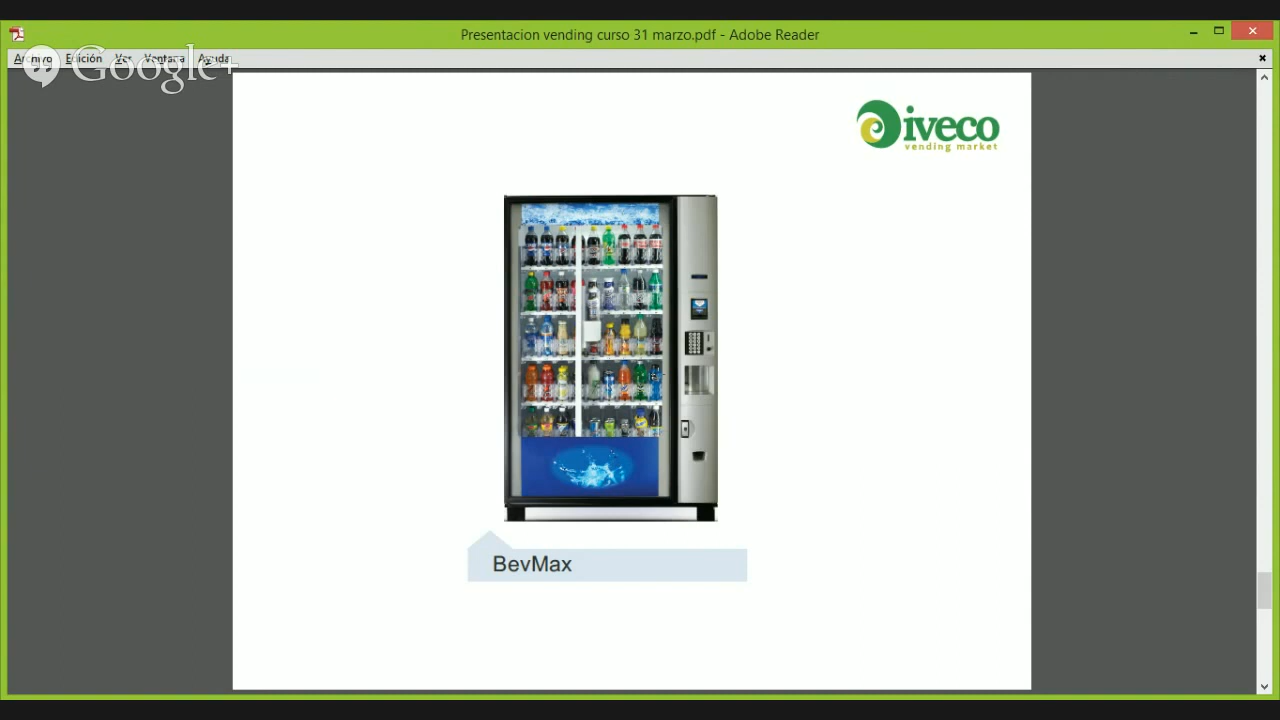 Presentacion vending curso 31 marzo.pdf - Adobe Reader
Archivo Edición Ver Ventana Ayuda
Google+
iveco
vending market
BevMax